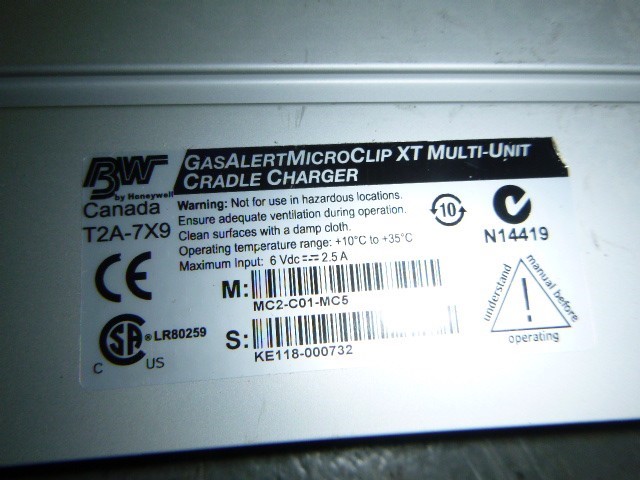 BW
by Honeywell
Canada
T2A-7X9
GASALERTMICROCLIP XT MULTI-UNIT
CRADLE CHARGER
Warning: Not for use in hazardous locations.
Ensure adequate ventilation during operation.
Clean surfaces with a damp cloth.
Operating temperature range: +10°C to +35°C
Maximum Input: 6 Vdc ⎓ 2.5 A
10
N14419
CE
M:
MC2-C01-MC5
SA ® LR80259
C US
S:
KE118-000732
understand manual before operating
!